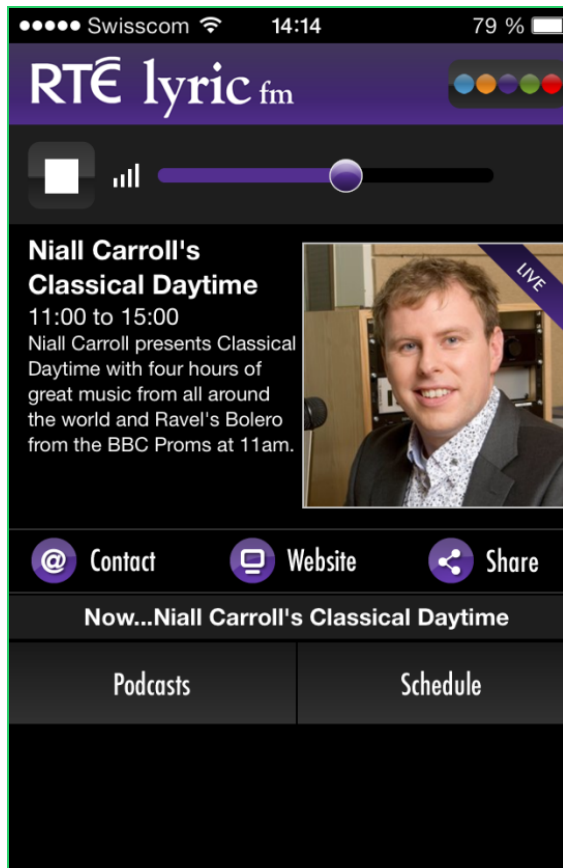 Swisscom 14:14 79 %
RTÉ lyric fm
Niall Carroll's
Classical Daytime
11:00 to 15:00
Niall Carroll presents Classical
Daytime with four hours of
great music from all around
the world and Ravel's Bolero
from the BBC Proms at 11am.
LIVE
@ Contact Website Share
Now...Niall Carroll's Classical Daytime
Podcasts Schedule